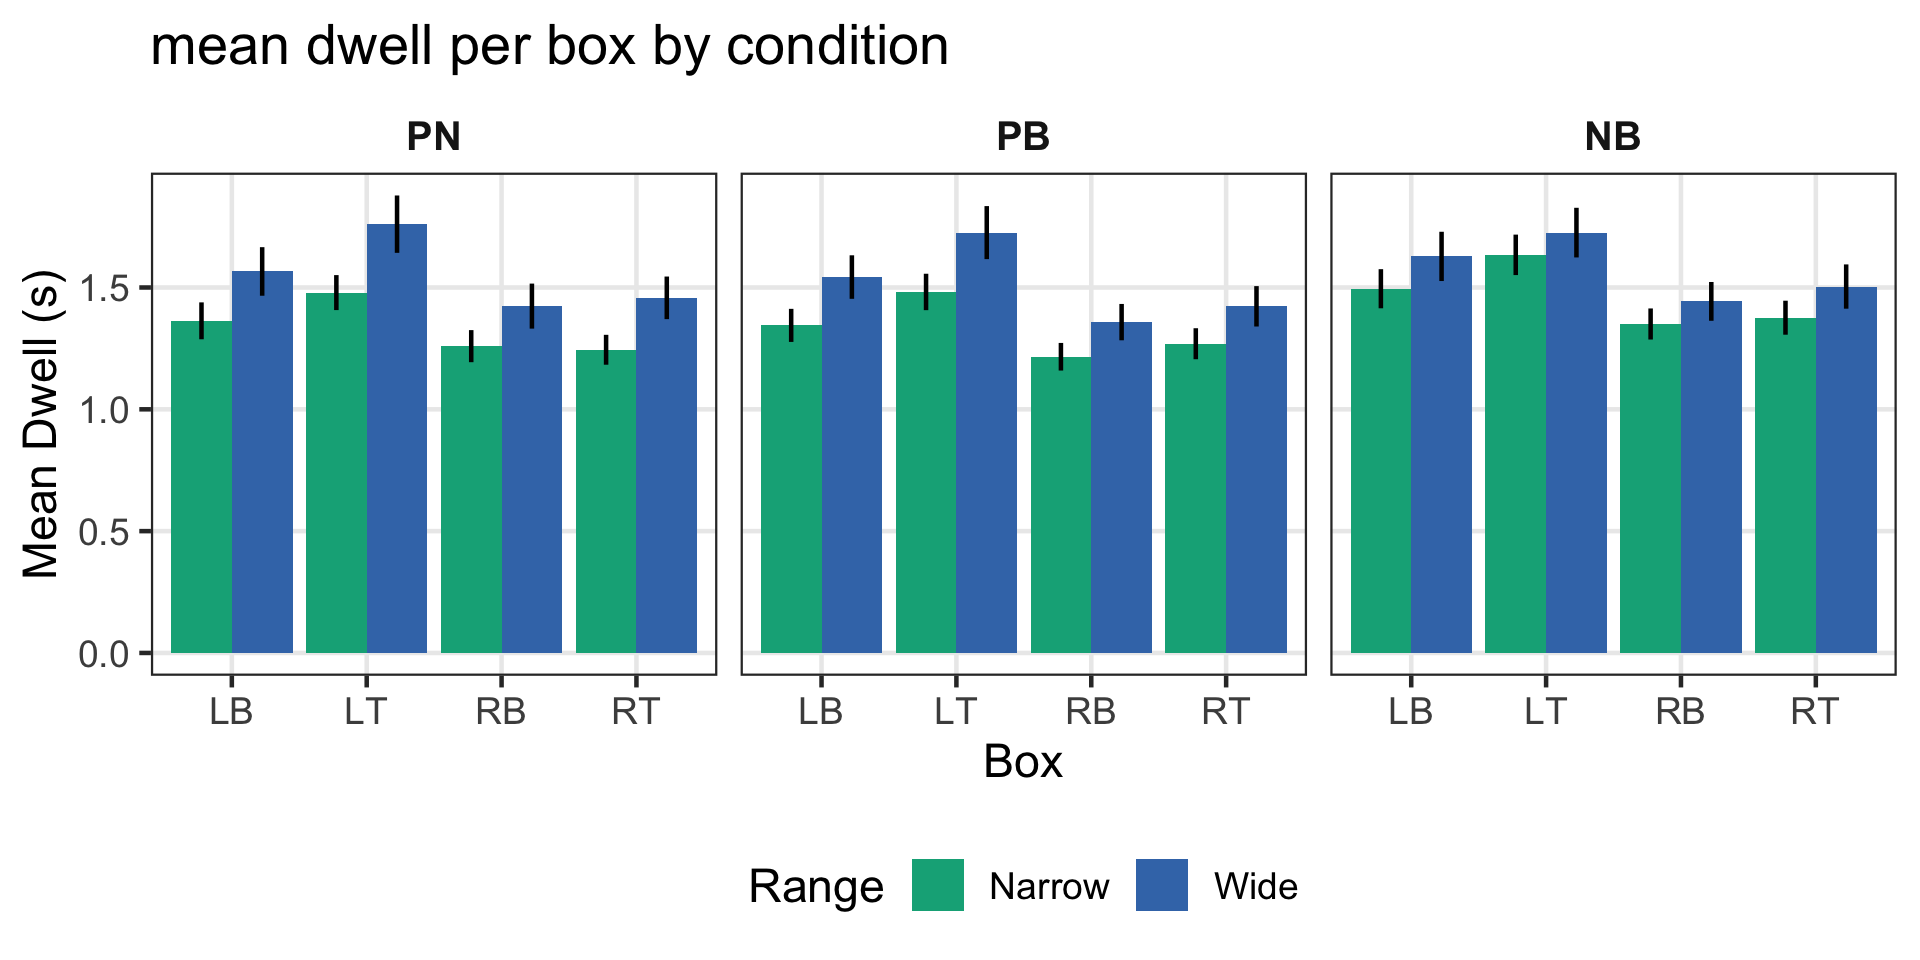 mean dwell per box by condition
PN PB NB
Mean Dwell (s)
1.5
1.0
0.5
0.0
LB LT RB RT LB LT RB RT LB LT RB RT
Box
Range Narrow Wide